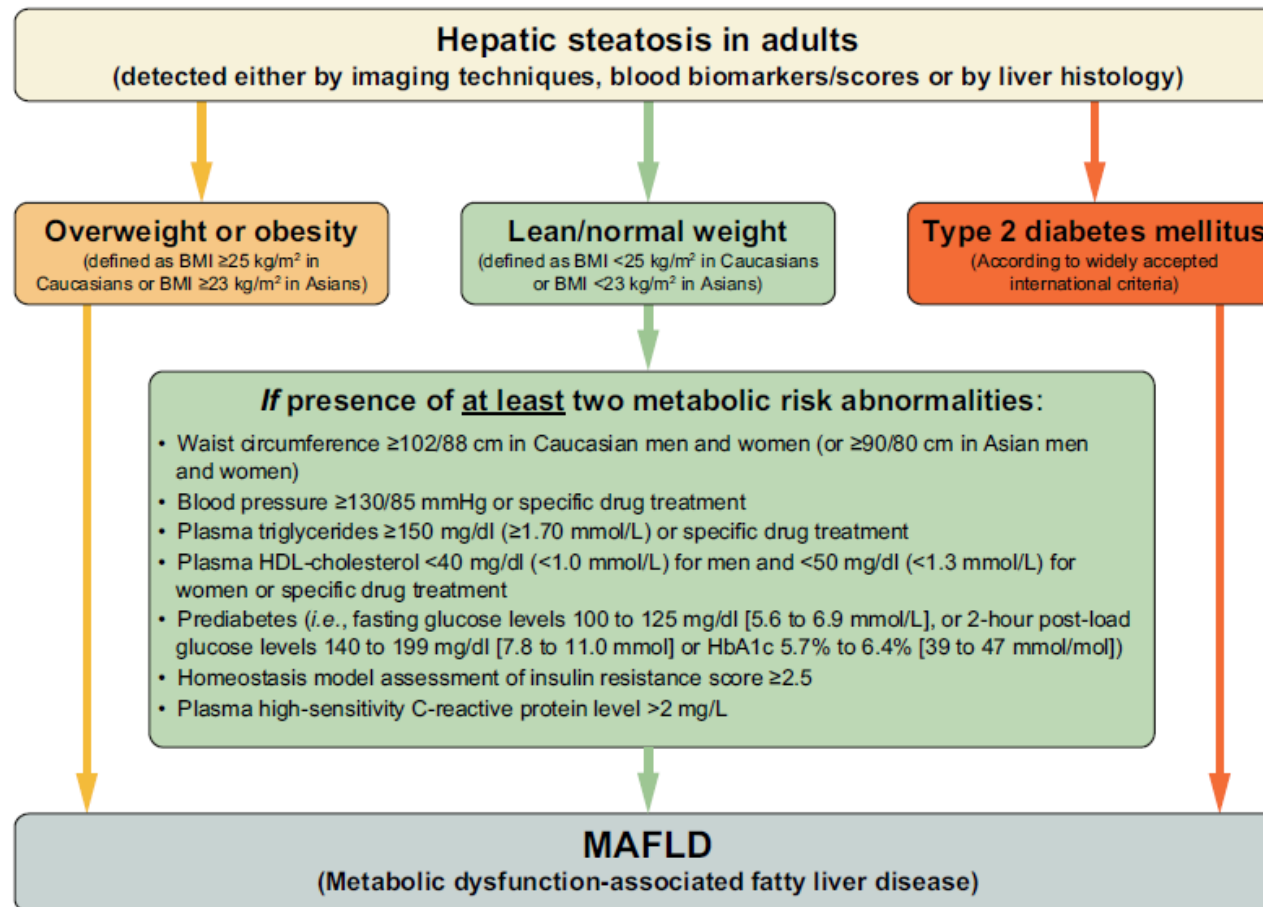 Hepatic steatosis in adults
(detected either by imaging techniques, blood biomarkers/scores or by liver histology)
Overweight or obesity
(defined as BMI ≥25 kg/m² in
Caucasians or BMI ≥23 kg/m² in Asians)
Lean/normal weight
(defined as BMI <25 kg/m² in Caucasians
or BMI <23 kg/m² in Asians)
Type 2 diabetes mellitus
(According to widely accepted
international criteria)
If presence of at least two metabolic risk abnormalities:
• Waist circumference ≥102/88 cm in Caucasian men and women (or ≥90/80 cm in Asian men
and women)
• Blood pressure ≥130/85 mmHg or specific drug treatment
• Plasma triglycerides ≥150 mg/dl (≥1.70 mmol/L) or specific drug treatment
• Plasma HDL-cholesterol <40 mg/dl (<1.0 mmol/L) for men and <50 mg/dl (<1.3 mmol/L) for
women or specific drug treatment
• Prediabetes (i.e., fasting glucose levels 100 to 125 mg/dl [5.6 to 6.9 mmol/L], or 2-hour post-load
glucose levels 140 to 199 mg/dl [7.8 to 11.0 mmol] or HbA1c 5.7% to 6.4% [39 to 47 mmol/mol])
• Homeostasis model assessment of insulin resistance score ≥2.5
• Plasma high-sensitivity C-reactive protein level >2 mg/L
MAFLD
(Metabolic dysfunction-associated fatty liver disease)